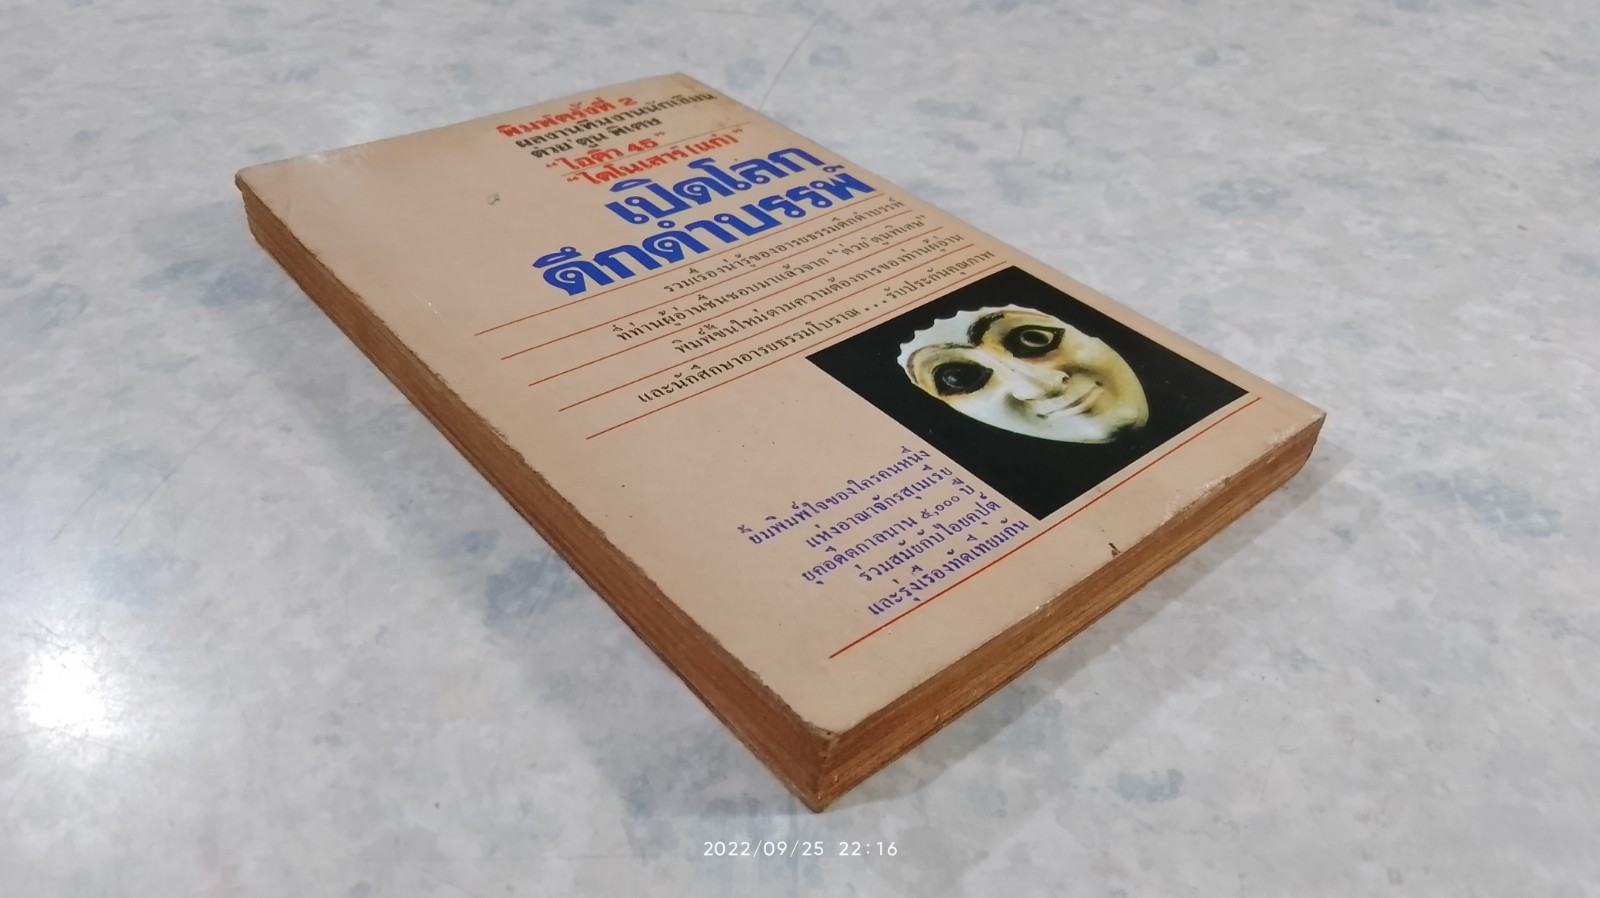 พิมพ์ครั้งที่ 2
ผลงานทีมงานนักเขียน
ต่วย'ตูน พิเศษ
"ไอคิว 45"
"ไดโนเสาร์(แก่)"
เปิดโลก
ดึกดำบรรพ์
รวมเรื่องน่ารู้ของอารยธรรมดึกดำบรรพ์
ที่ท่านผู้อ่านชื่นชอบมาแล้วจาก "ต่วย'ตูนพิเศษ"
พิมพ์ขึ้นใหม่ตามความต้องการของท่านผู้อ่าน
และนักศึกษาอารยธรรมโบราณ...รับประกันคุณภาพ
ยิ้มพิมพ์ใจของใครคนหนึ่ง
แห่งอาณาจักรสุเมเรีย
ยุคอดีตกาลนาน ๕,๐๐๐ ปี
ร่วมสมัยกับไอยคุปต์
และรุ่งเรืองทัดเทียมกัน
2022/09/25 22:16